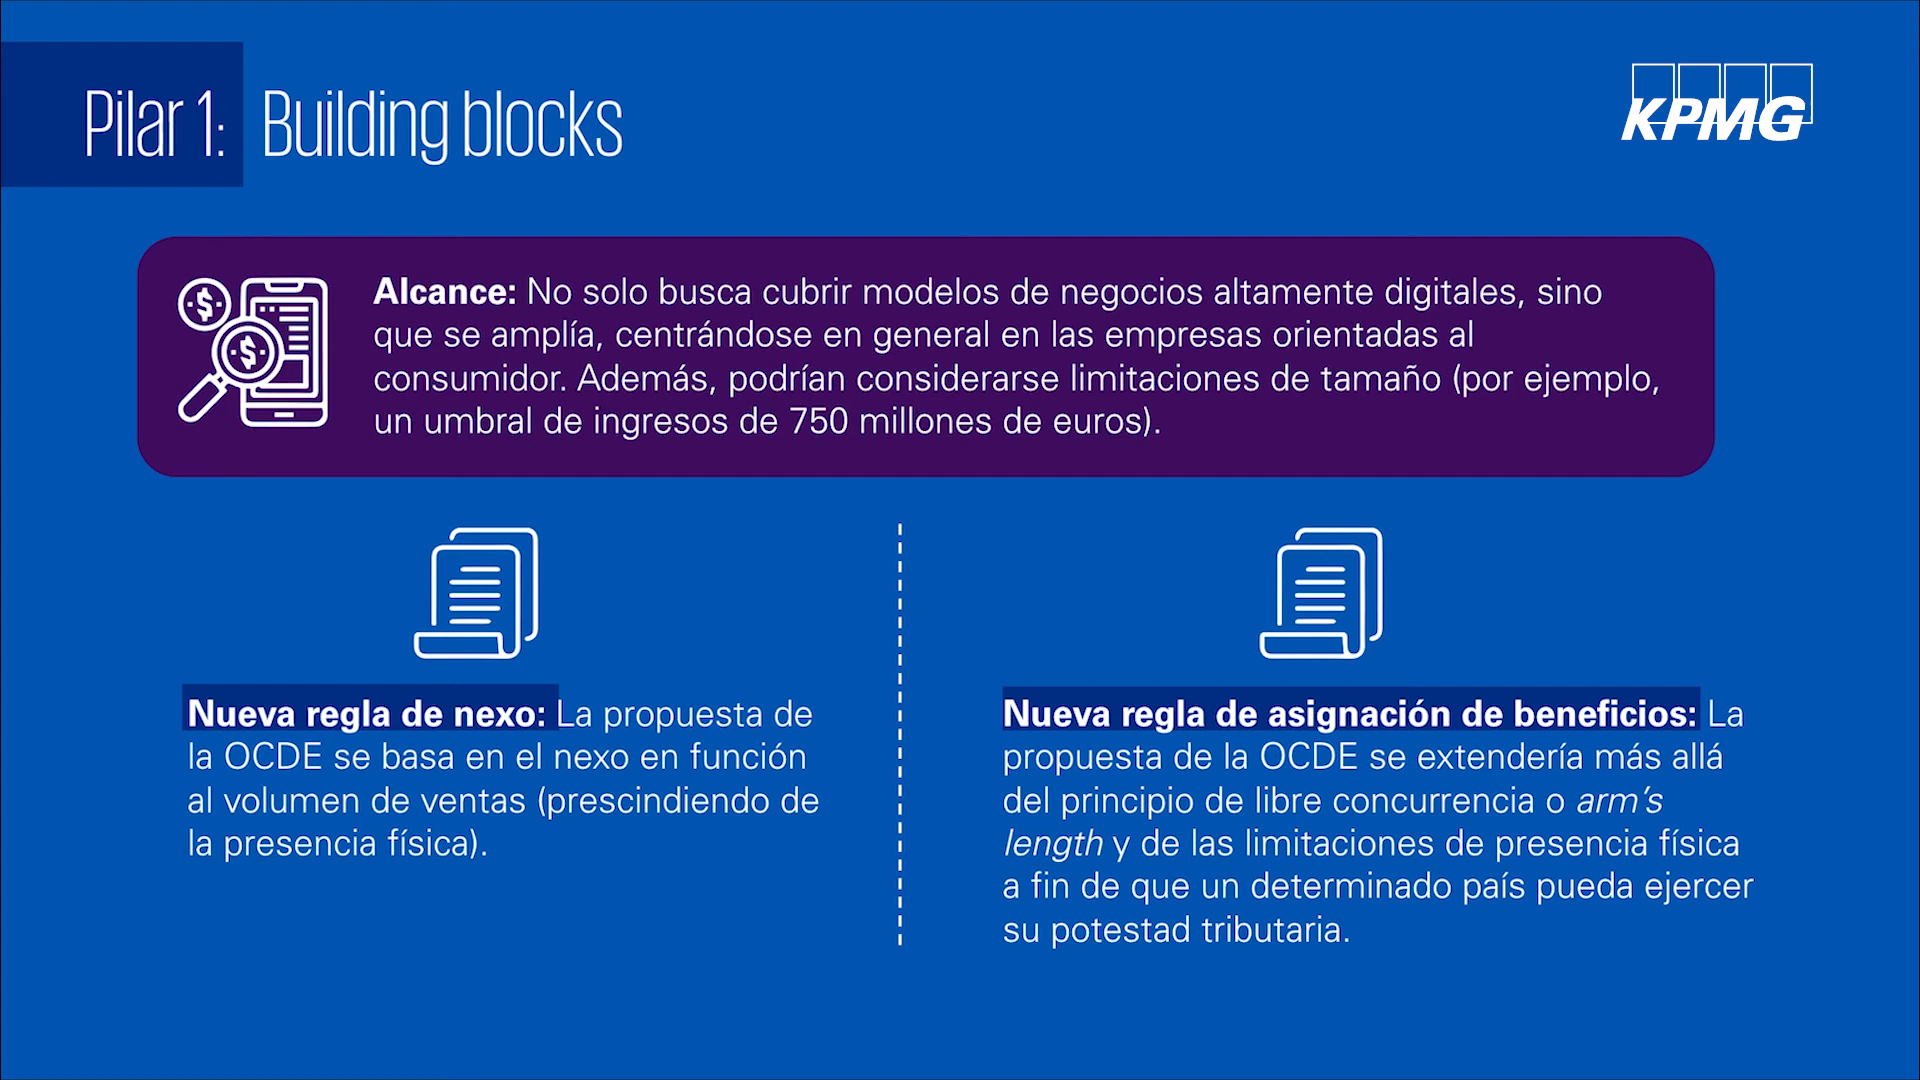 Pilar 1: Building blocks
KPMG
Alcance: No solo busca cubrir modelos de negocios altamente digitales, sino
que se amplía, centrándose en general en las empresas orientadas al
consumidor. Además, podrían considerarse limitaciones de tamaño (por ejemplo,
un umbral de ingresos de 750 millones de euros).
Nueva regla de nexo: La propuesta de
la OCDE se basa en el nexo en función
al volumen de ventas (prescindiendo de
la presencia física).
Nueva regla de asignación de beneficios: La
propuesta de la OCDE se extendería más allá
del principio de libre concurrencia o arm's
length y de las limitaciones de presencia física
a fin de que un determinado país pueda ejercer
su potestad tributaria.